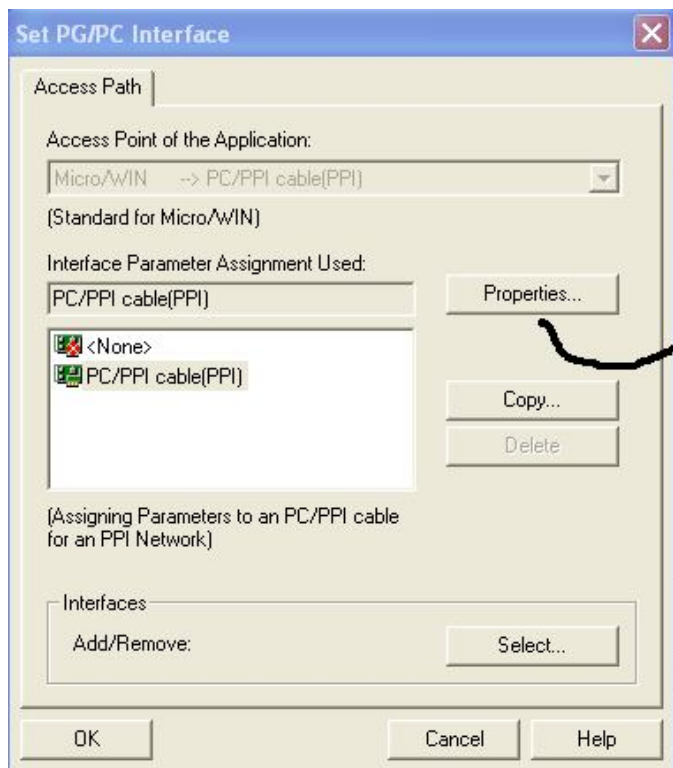 Set PG/PC Interface
Access Path
Access Point of the Application:
Micro/WIN --> PC/PPI cable(PPI)
(Standard for Micro/WIN)
Interface Parameter Assignment Used:
PC/PPI cable(PPI)
Properties...
<None>
PC/PPI cable(PPI)
Copy...
Delete
(Assigning Parameters to an PC/PPI cable
for an PPI Network)
Interfaces
Add/Remove:
Select...
OK
Cancel
Help